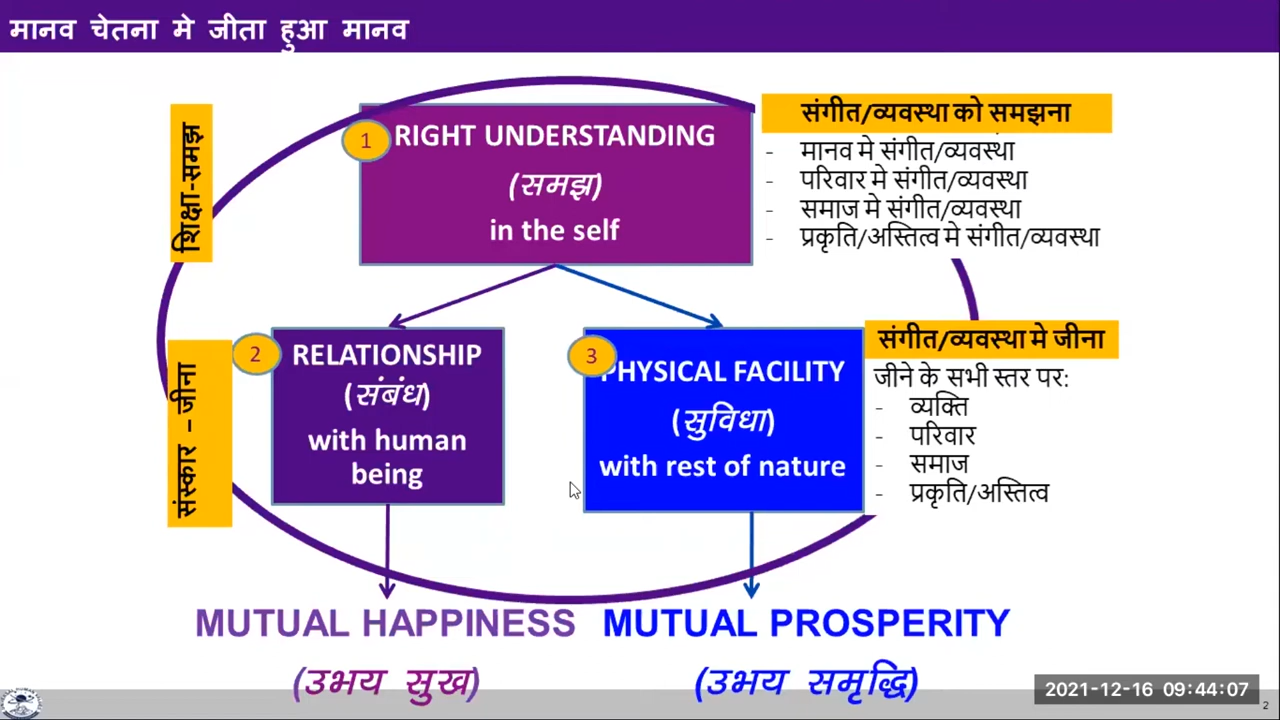 मानव चेतना मे जीता हुआ मानव
शिक्षा-समझ
1
RIGHT UNDERSTANDING
(समझ)
in the self
संगीत/व्यवस्था को समझना
- मानव मे संगीत/व्यवस्था
- परिवार मे संगीत/व्यवस्था
- समाज मे संगीत/व्यवस्था
- प्रकृति/अस्तित्व मे संगीत/व्यवस्था
संस्कार – जीना
2
RELATIONSHIP
(संबंध)
with human
being
3
PHYSICAL FACILITY
(सुविधा)
with rest of nature
संगीत/व्यवस्था मे जीना
जीने के सभी स्तर पर:
- व्यक्ति
- परिवार
- समाज
- प्रकृति/अस्तित्व
MUTUAL HAPPINESS
(उभय सुख)
MUTUAL PROSPERITY
(उभय समृद्धि)
2021-12-16 09:44:07
2